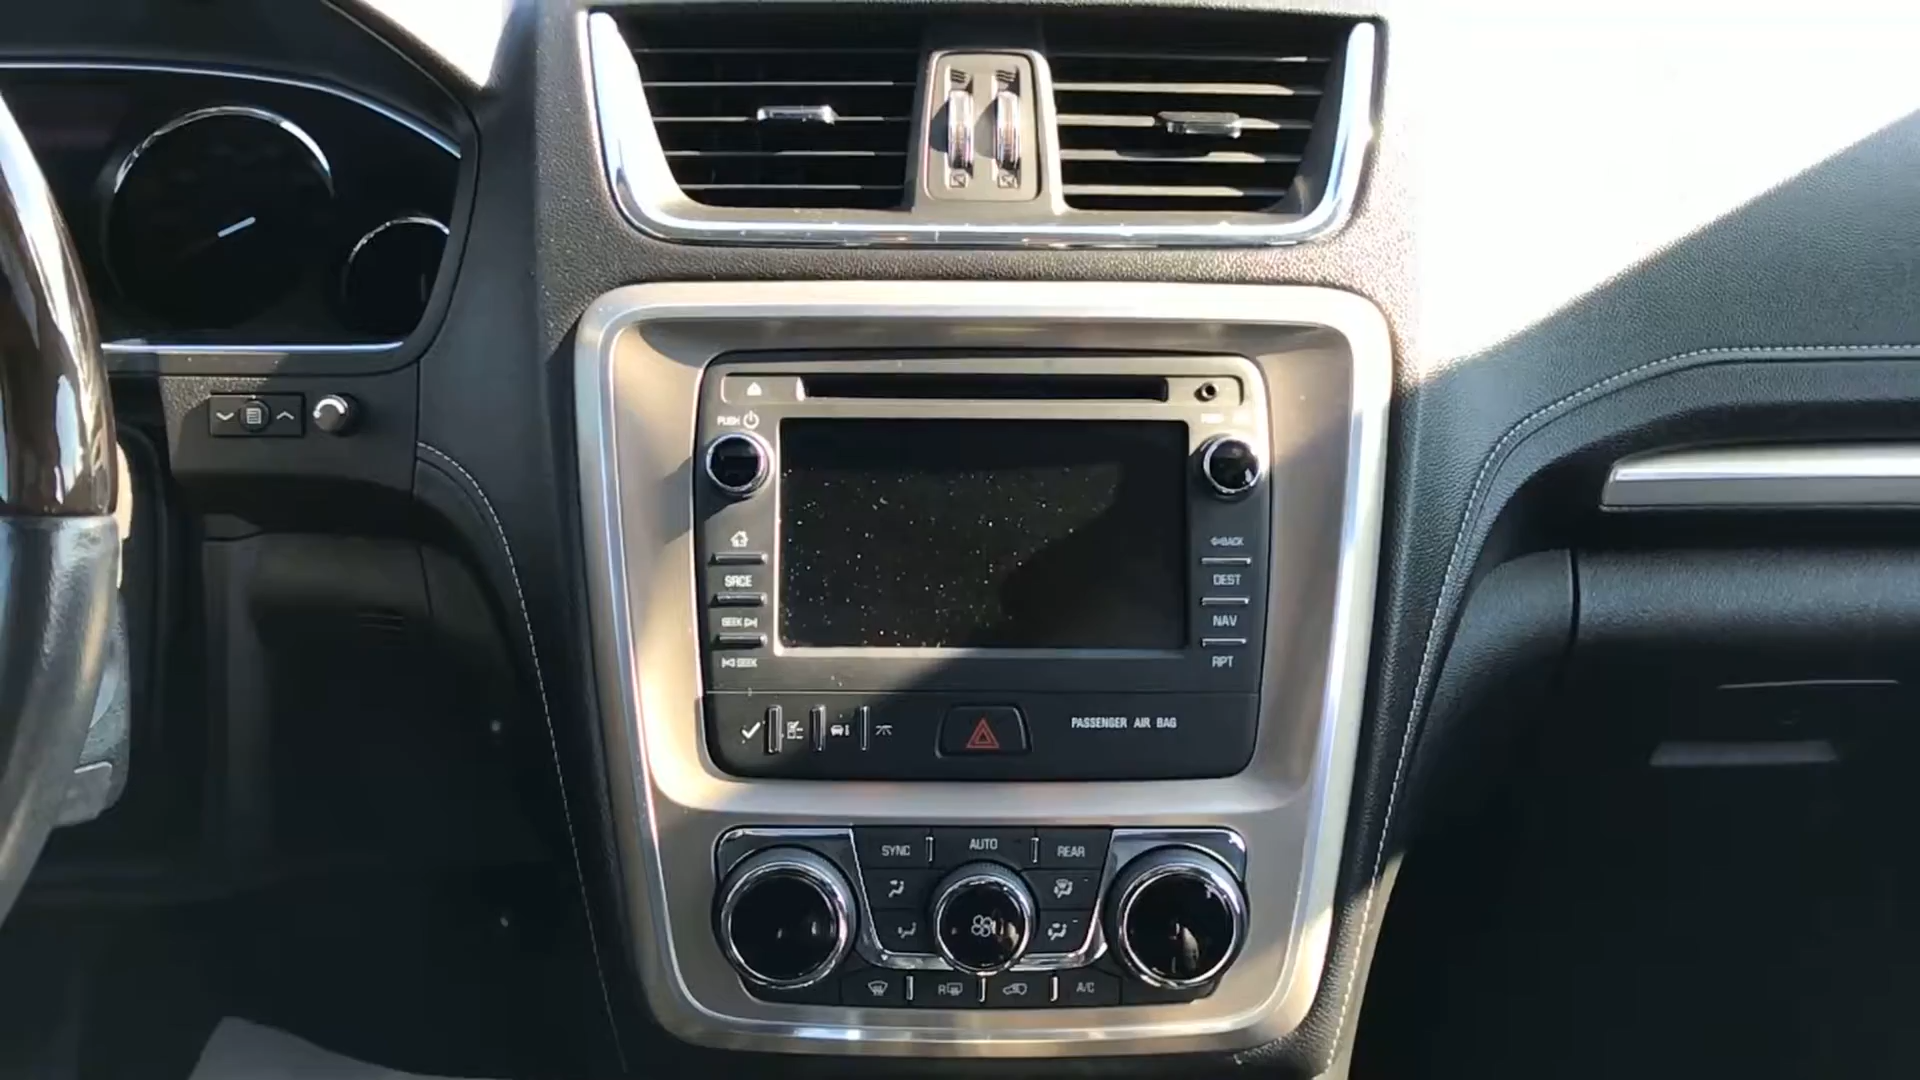 PUSH
SRCE
SEEK
SEEK
BACK
DEST
NAV
RPT
PASSENGER AIR BAG
SYNC
AUTO
REAR
R
A/C